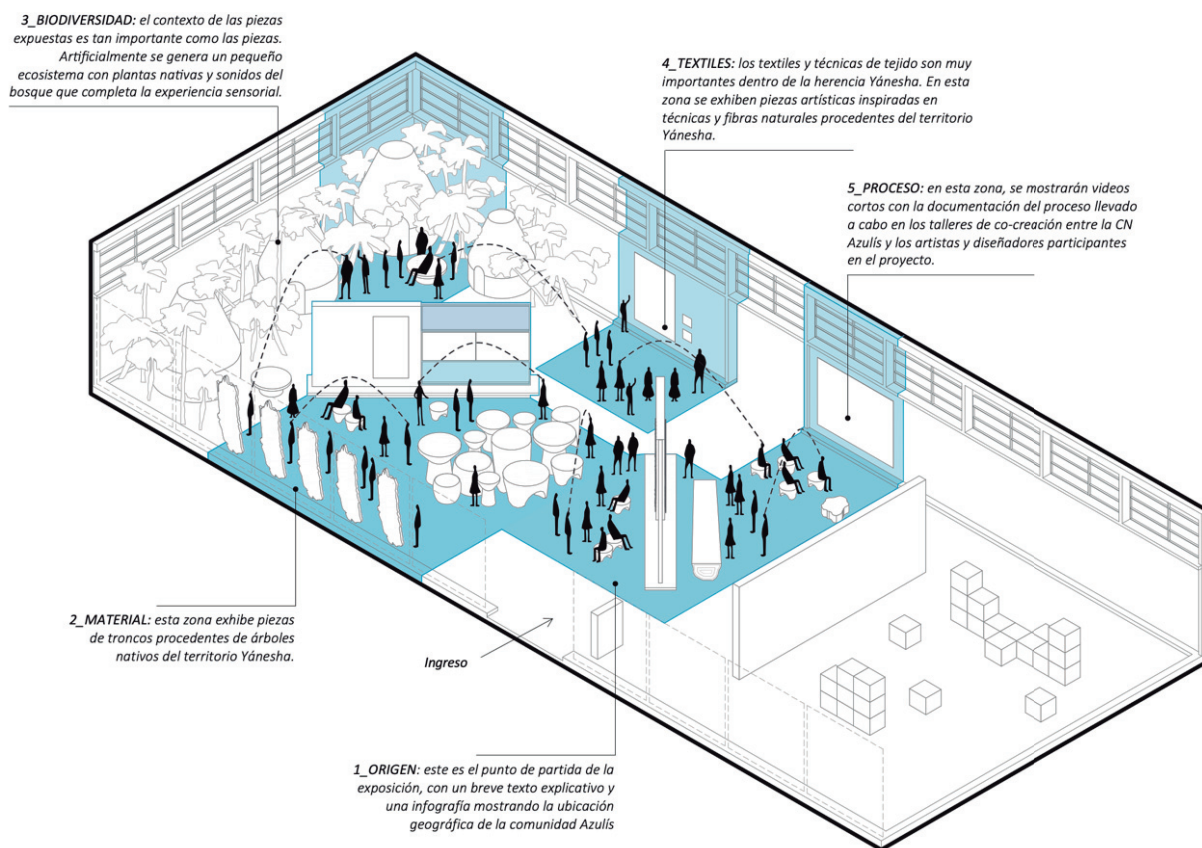 3_BIODIVERSIDAD: el contexto de las piezas
expuestas es tan importante como las piezas.
Artificialmente se genera un pequeño
ecosistema con plantas nativas y sonidos del
bosque que completa la experiencia sensorial.
4_TEXTILES: los textiles y técnicas de tejido son muy
importantes dentro de la herencia Yánesha. En esta
zona se exhiben piezas artísticas inspiradas en
técnicas y fibras naturales procedentes del territorio
Yánesha.
5_PROCESO: en esta zona, se mostrarán videos
cortos con la documentación del proceso llevado
a cabo en los talleres de co-creación entre la CN
Azulís y los artistas y diseñadores participantes
en el proyecto.
2_MATERIAL: esta zona exhibe piezas
de troncos procedentes de árboles
nativos del territorio Yánesha.
Ingreso
1_ORIGEN: este es el punto de partida de la
exposición, con un breve texto explicativo y
una infografía mostrando la ubicación
geográfica de la comunidad Azulís